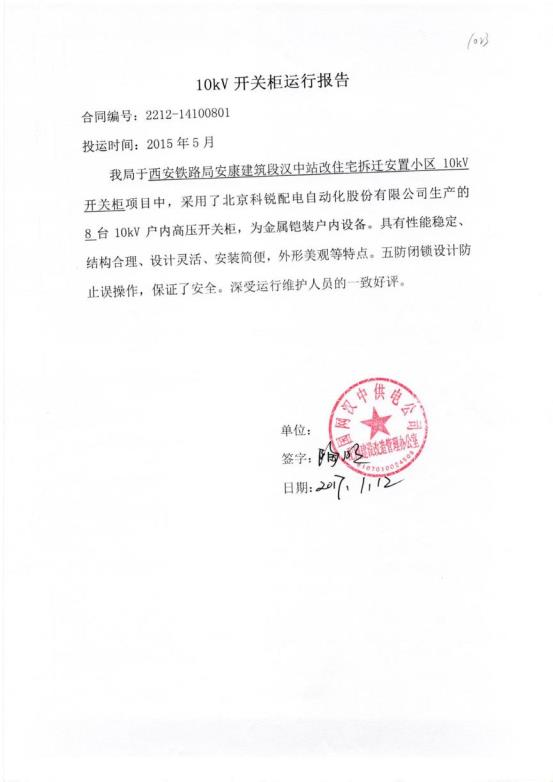 10kV 开关柜运行报告
合同编号：2212-14100801
投运时间：2015 年 5 月
我局于西安铁路局安康建筑段汉中站改住宅拆迁安置小区 10kV
开关柜项目中，采用了北京科锐配电自动化股份有限公司生产的
8 台 10kV 户内高压开关柜，为金属铠装户内设备。具有性能稳定、
结构合理、设计灵活、安装简便，外形美观等特点。五防闭锁设计防
止误操作，保证了安全。深受运行维护人员的一致好评。
国网汉中供电公司
建设改造管理办公室
单位：
签字：
日期：2017.1.12